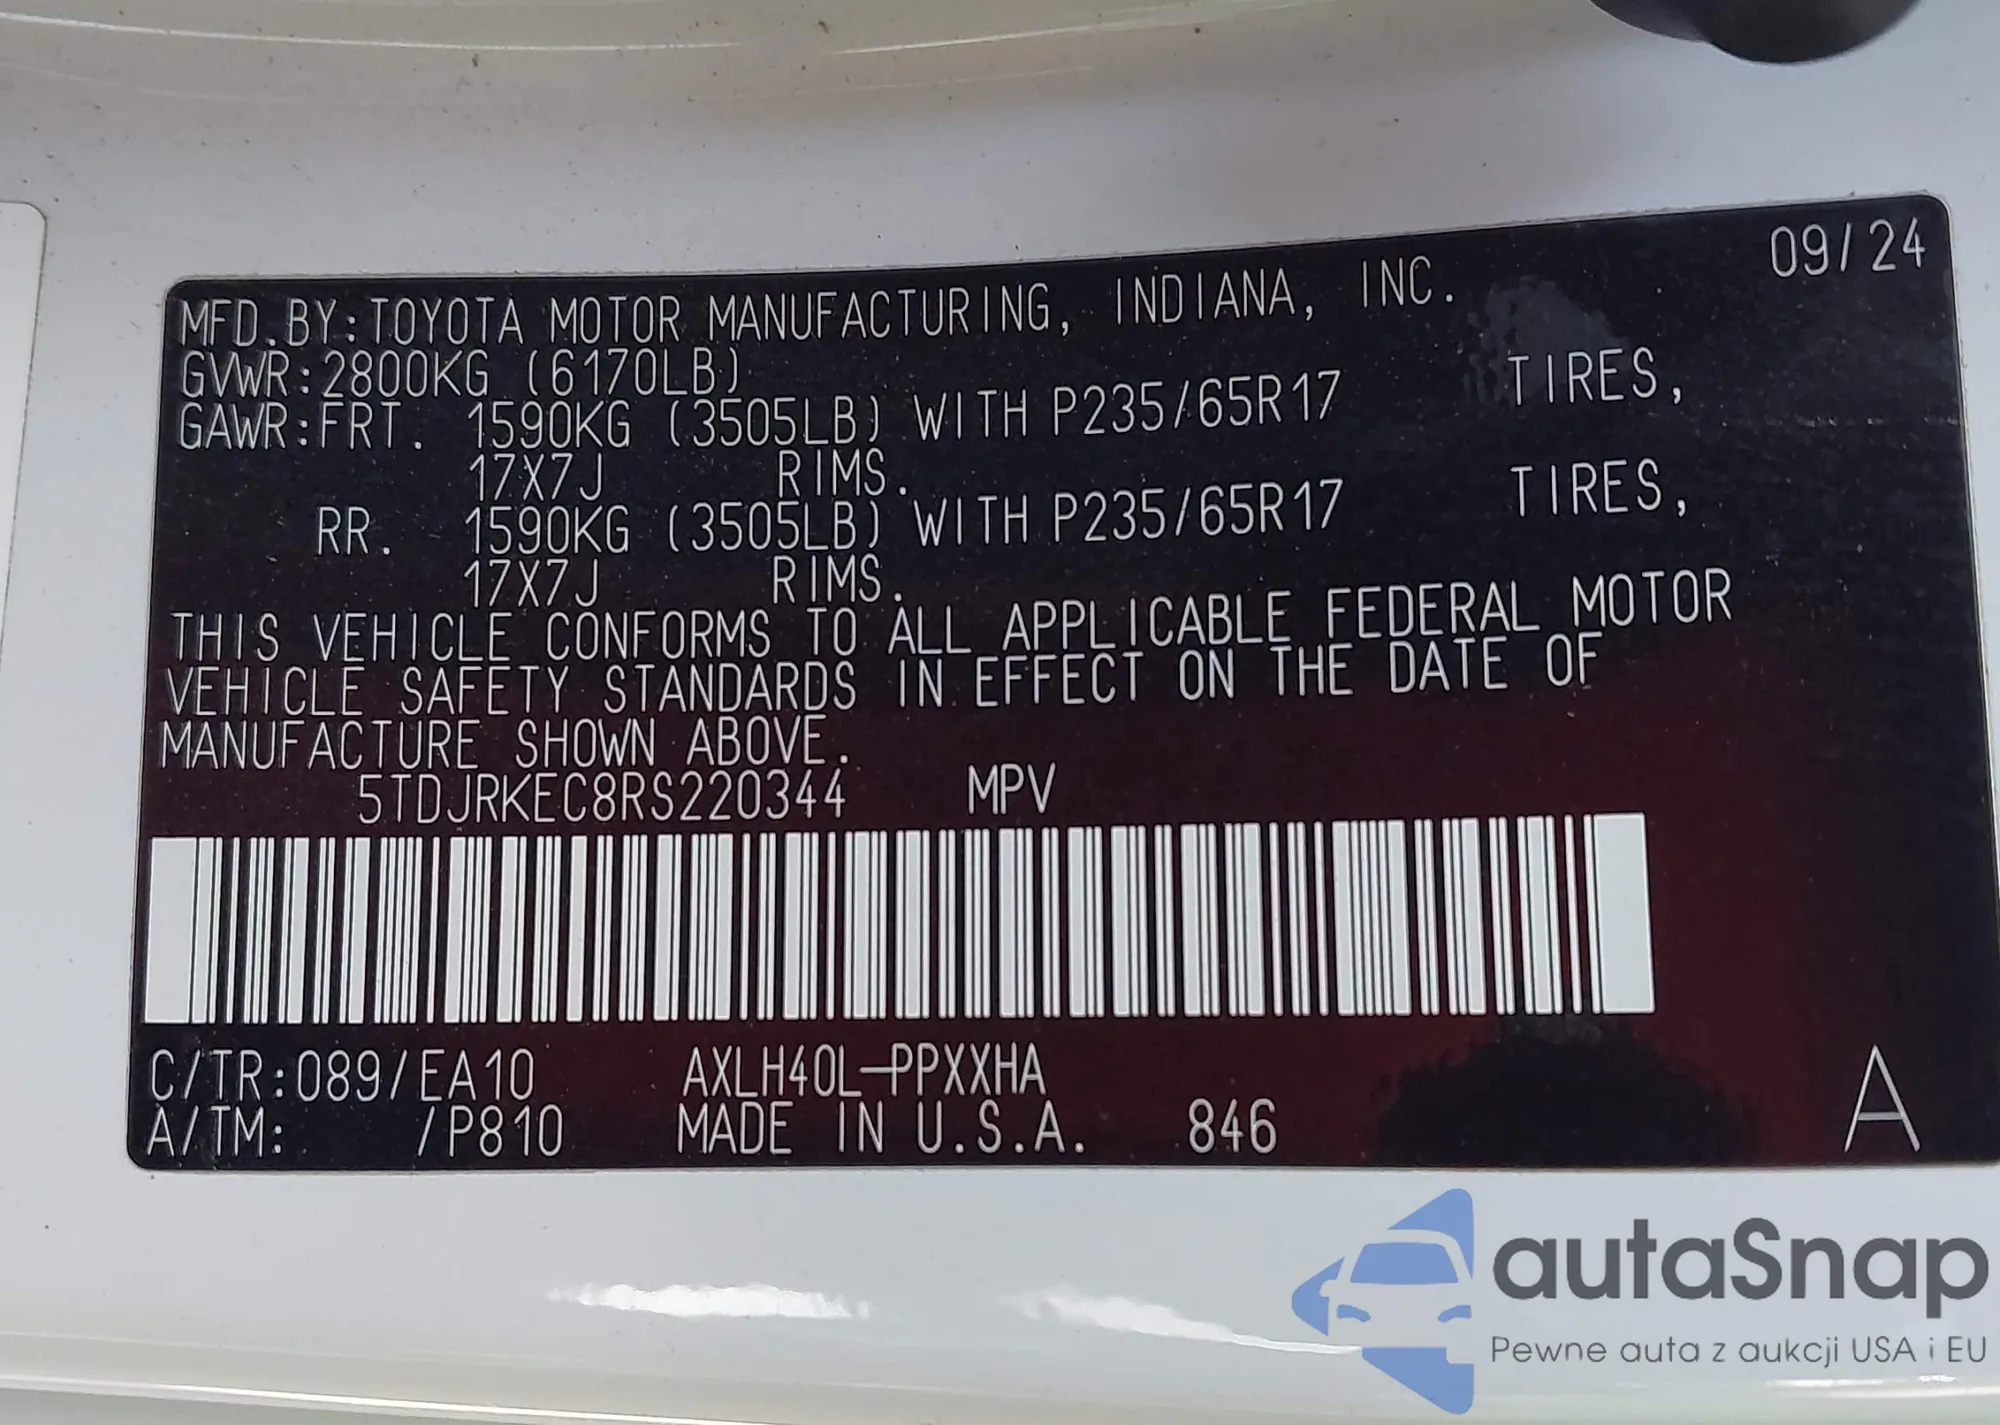 09/24
MFD.BY:TOYOTA MOTOR MANUFACTURING, INDIANA, INC.
GVWR:2800KG (6170LB)
GAWR:FRT. 1590KG (3505LB) WITH P235/65R17 TIRES,
17X7J RIMS.
RR. 1590KG (3505LB) WITH P235/65R17 TIRES,
17X7J RIMS.
THIS VEHICLE CONFORMS TO ALL APPLICABLE FEDERAL MOTOR
VEHICLE SAFETY STANDARDS IN EFFECT ON THE DATE OF
MANUFACTURE SHOWN ABOVE.
5TDJRKEC8RS220344 MPV
C/TR:089/EA10 AXLH40L-PPXXHA
A/TM: /P810 MADE IN U.S.A. 846 A
autaSnap
Pewne auta z aukcji USA i EU